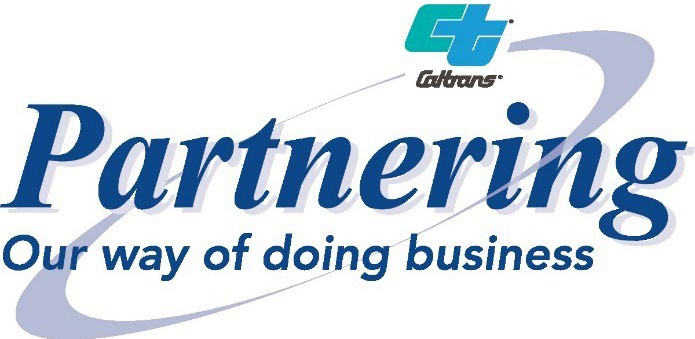 Caltrans
Partnering
Our way of doing business